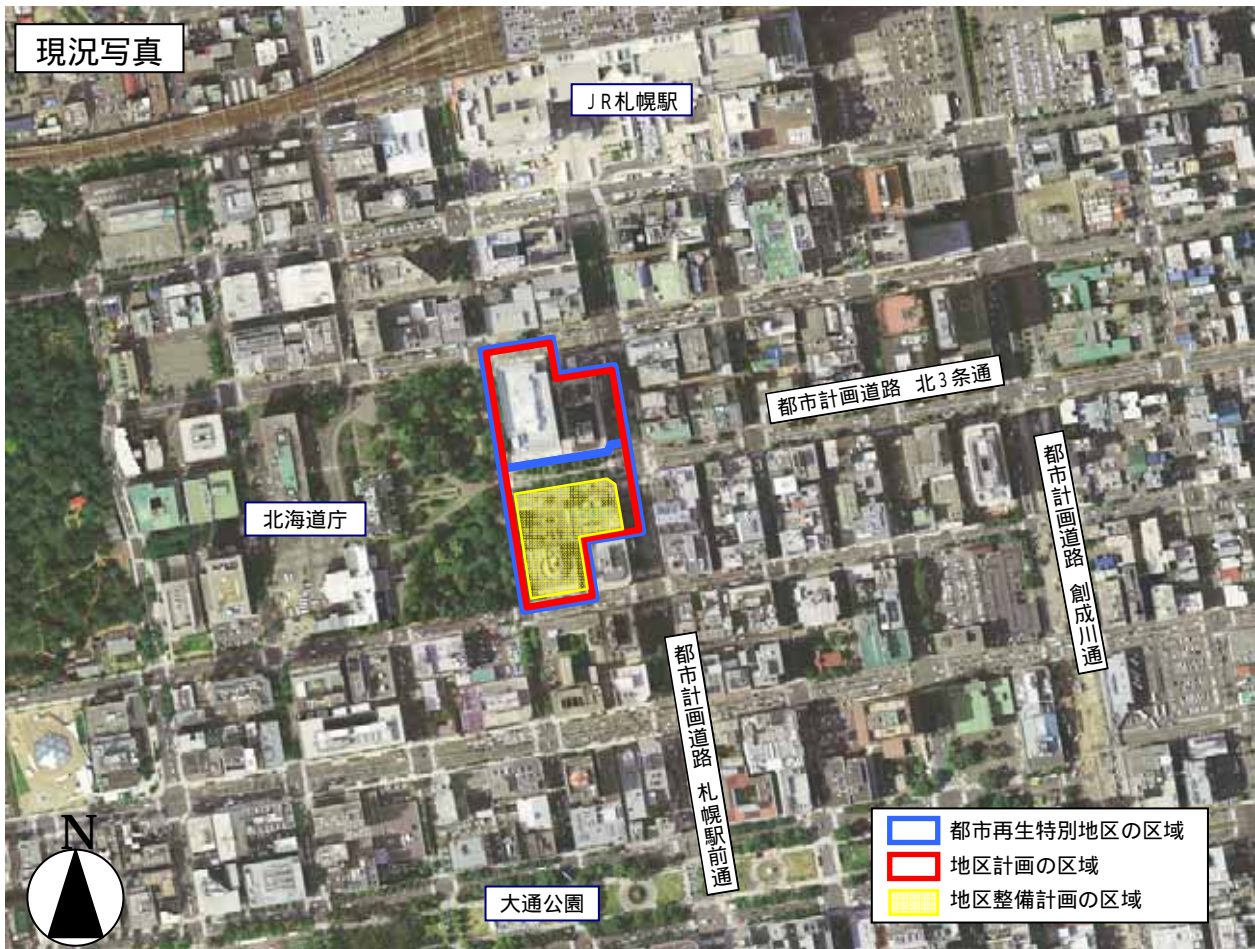 現況写真
JR札幌駅
都市計画道路 北3条通
都市計画道路 創成川通
北海道庁
都市計画道路 札幌駅前通
都市再生特別地区の区域
地区計画の区域
地区整備計画の区域
N
大通公園